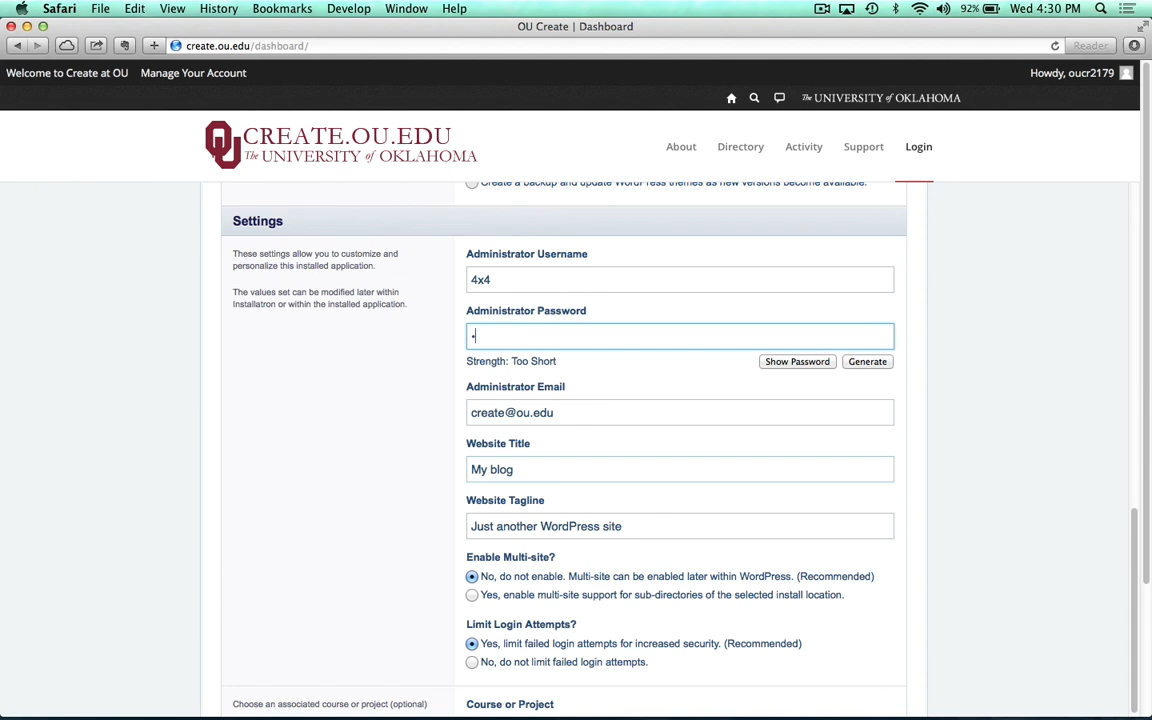 Safari File Edit View History Bookmarks Develop Window Help 92% Wed 4:30 PM
OU Create | Dashboard
create.ou.edu/dashboard/ Reader
Welcome to Create at OU Manage Your Account Howdy, oucr2179
The UNIVERSITY of OKLAHOMA
CREATE.OU.EDU
The UNIVERSITY of OKLAHOMA
About Directory Activity Support Login
Create a backup and update WordPress themes as new versions become available.
Settings
These settings allow you to customize and
personalize this installed application.
The values set can be modified later within
Installatron or within the installed application.
Administrator Username
4x4
Administrator Password
•
Strength: Too Short Show Password Generate
Administrator Email
create@ou.edu
Website Title
My blog
Website Tagline
Just another WordPress site
Enable Multi-site?
No, do not enable. Multi-site can be enabled later within WordPress. (Recommended)
Yes, enable multi-site support for sub-directories of the selected install location.
Limit Login Attempts?
Yes, limit failed login attempts for increased security. (Recommended)
No, do not limit failed login attempts.
Choose an associated course or project (optional) Course or Project